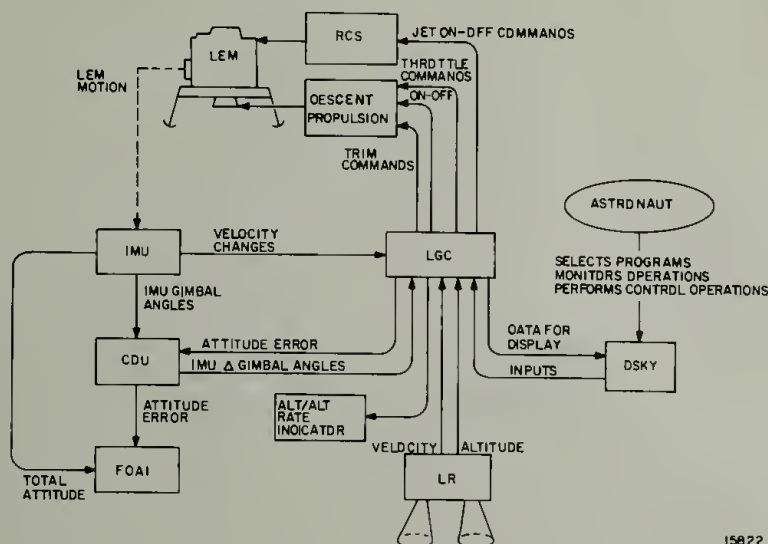 RCS
JET ON-OFF COMMANDS
LEM
THROTTLE
COMMANDS
ON-OFF
LEM
MOTION
DESCENT
PROPULSION
TRIM
COMMANDS
ASTRONAUT
IMU
VELOCITY
CHANGES
LGC
SELECTS PROGRAMS
MONITORS OPERATIONS
PERFORMS CONTROL OPERATIONS
IMU GIMBAL
ANGLES
DATA FOR
DISPLAY
CDU
ATTITUDE ERROR
IMU Δ GIMBAL ANGLES
INPUTS
DSKY
ATTITUDE
ERROR
ALT/ALT
RATE
INDICATOR
VELOCITY
ALTITUDE
FDAI
TOTAL
ATTITUDE
LR
15822